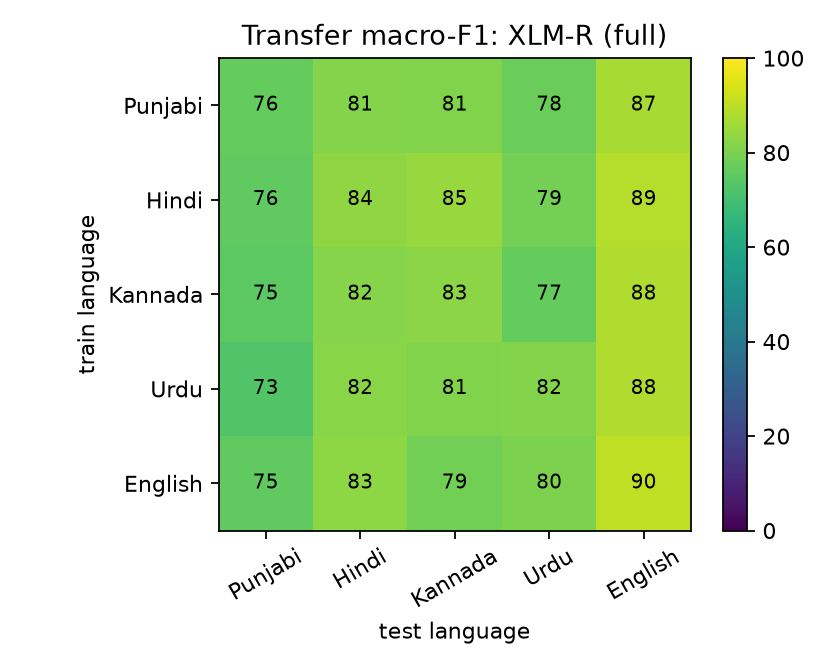 Transfer macro-F1: XLM-R (full)
train language
Punjabi 76 81 81 78 87
Hindi 76 84 85 79 89
Kannada 75 82 83 77 88
Urdu 73 82 81 82 88
English 75 83 79 80 90
Punjabi Hindi Kannada Urdu English
test language
100
80
60
40
20
0